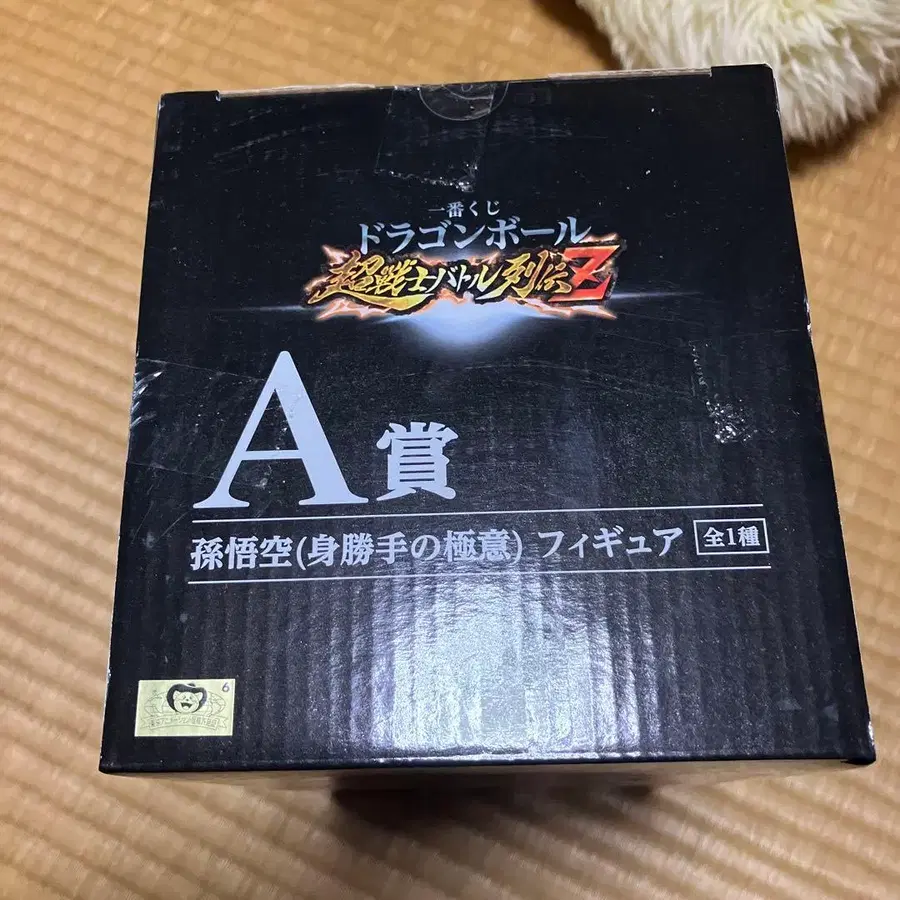 一番くじ
ドラゴンボール
超戦士バトル列伝Z
A賞
孫悟空(身勝手の極意) フィギュア 全1種
6